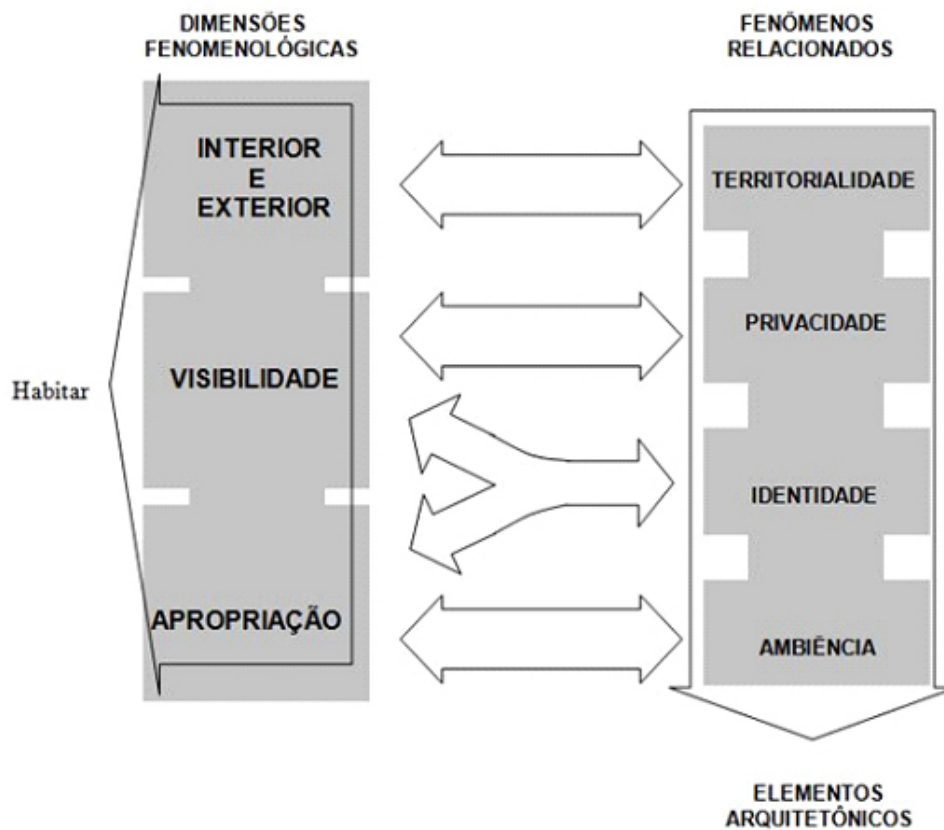 DIMENSÕES
FENOMENOLÓGICAS
INTERIOR
E
EXTERIOR
VISIBILIDADE
APROPRIAÇÃO
Habitar
FENÔMENOS
RELACIONADOS
TERRITORIALIDADE
PRIVACIDADE
IDENTIDADE
AMBIÊNCIA
ELEMENTOS
ARQUITETÔNICOS